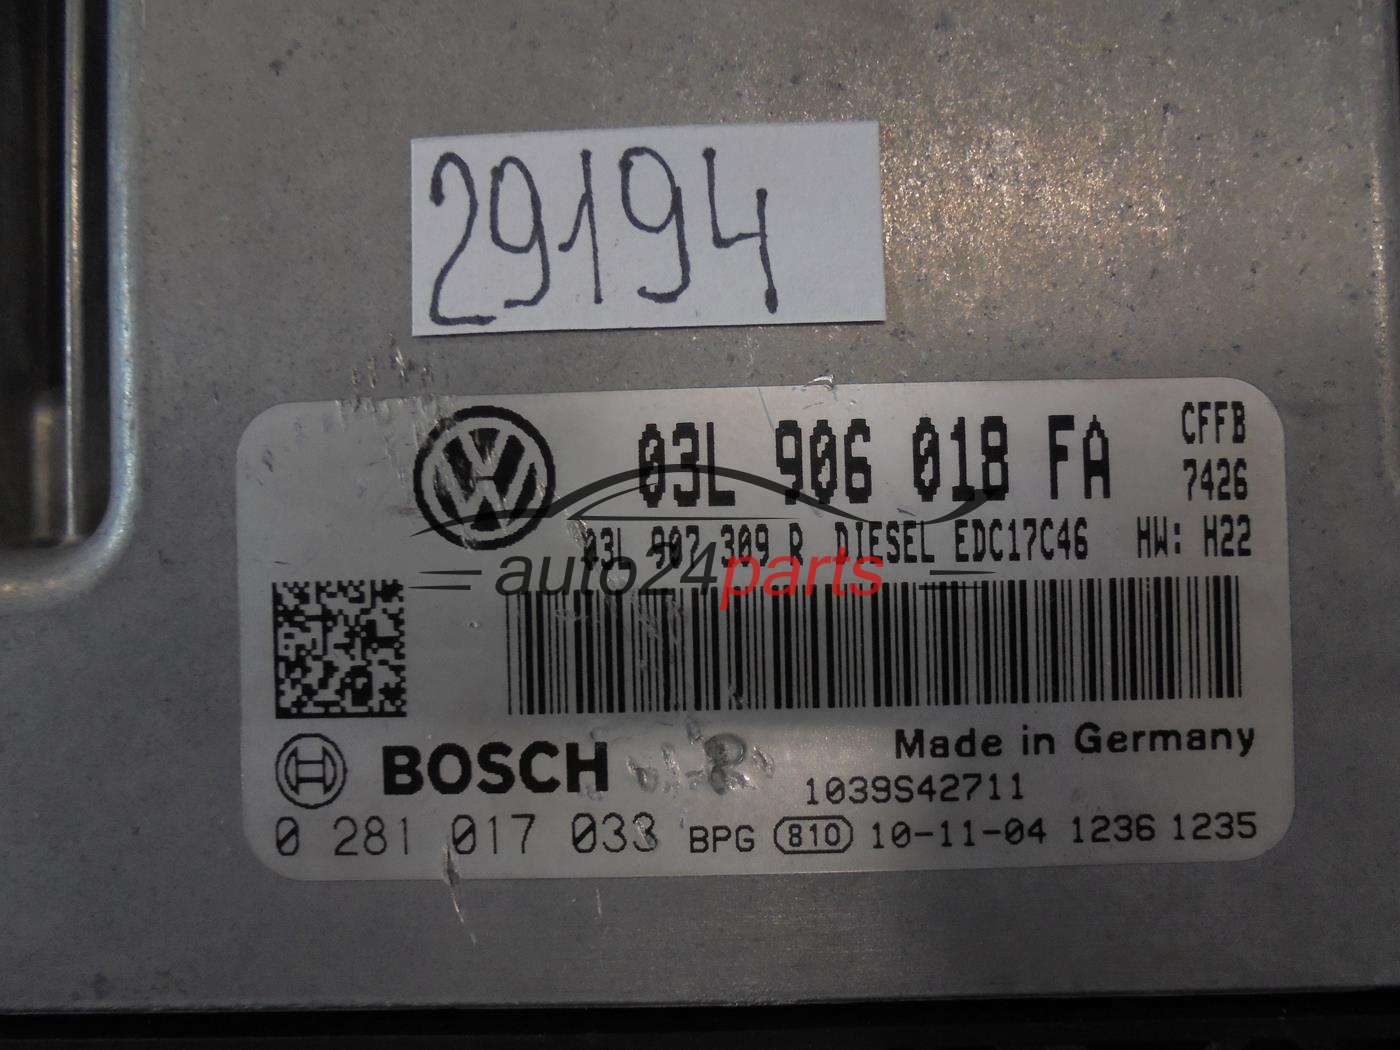 29194
03L 906 018 FA
CFFB
7426
03L 907 309 R DIESEL EDC17C46 HW: H22
auto24parts
Made in Germany
BOSCH
1039S42711
0 281 017 033 BPG 810 10-11-04 1236 1235